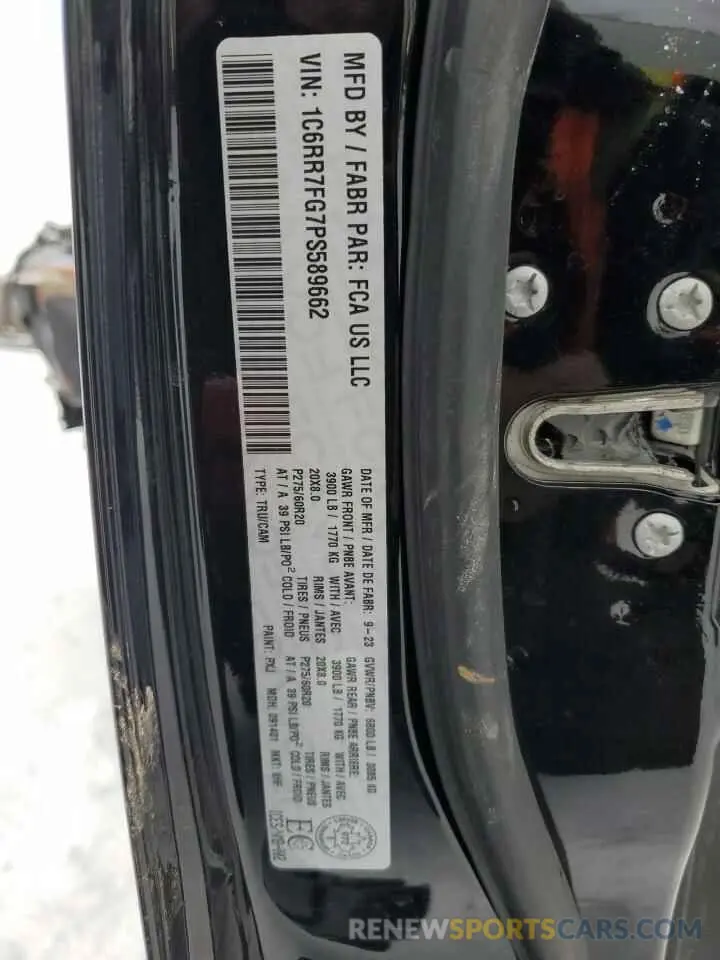 MFD BY / FABR PAR: FCA US LLC
DATE OF MFR / DATE DE FABR: 9-23
GVWR/PNBV: 6800 LB / 3085 KG
GAWR FRONT / PNBE AVANT:
3900 LB / 1770 KG WITH / AVEC
20X8.0 RIMS / JANTES
P275/60R20 TIRES / PNEUS
AT / A 39 PSI LB/PO² COLD / FROID
GAWR REAR / PNBE ARRIERE:
3900 LB / 1770 KG WITH / AVEC
20X8.0 RIMS / JANTES
P275/60R20 TIRES / PNEUS
AT / A 39 PSI LB/PO² COLD / FROID
VIN: 1C6RR7FG7PS589662
TYPE: TRU/CAM
PAINT: PXJ MDH: 091401
EC
RENEWSPORTSCARS.COM